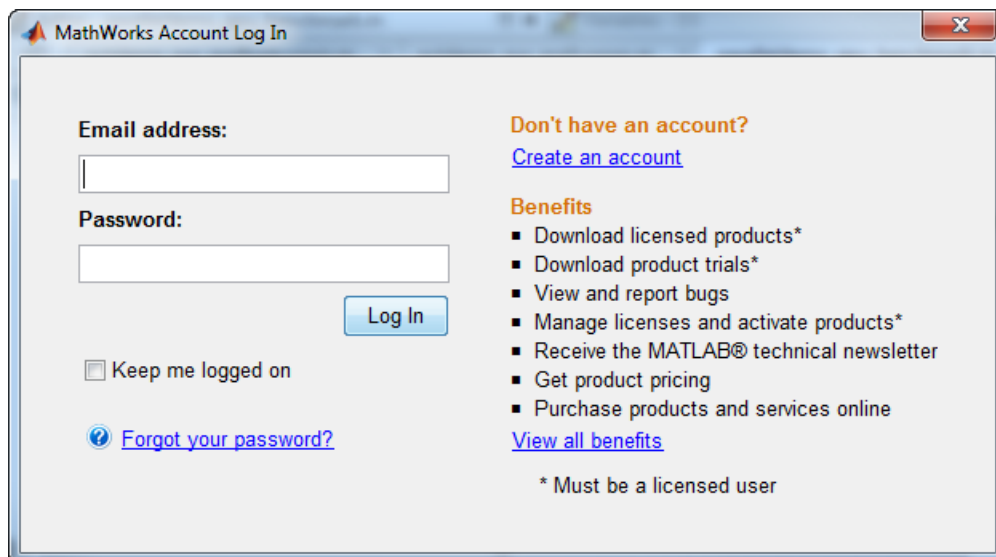 MathWorks Account Log In
x
Email address:
Password:
Log In
Keep me logged on
? Forgot your password?
Don't have an account?
Create an account
Benefits
▪ Download licensed products*
▪ Download product trials*
▪ View and report bugs
▪ Manage licenses and activate products*
▪ Receive the MATLAB® technical newsletter
▪ Get product pricing
▪ Purchase products and services online
View all benefits
* Must be a licensed user